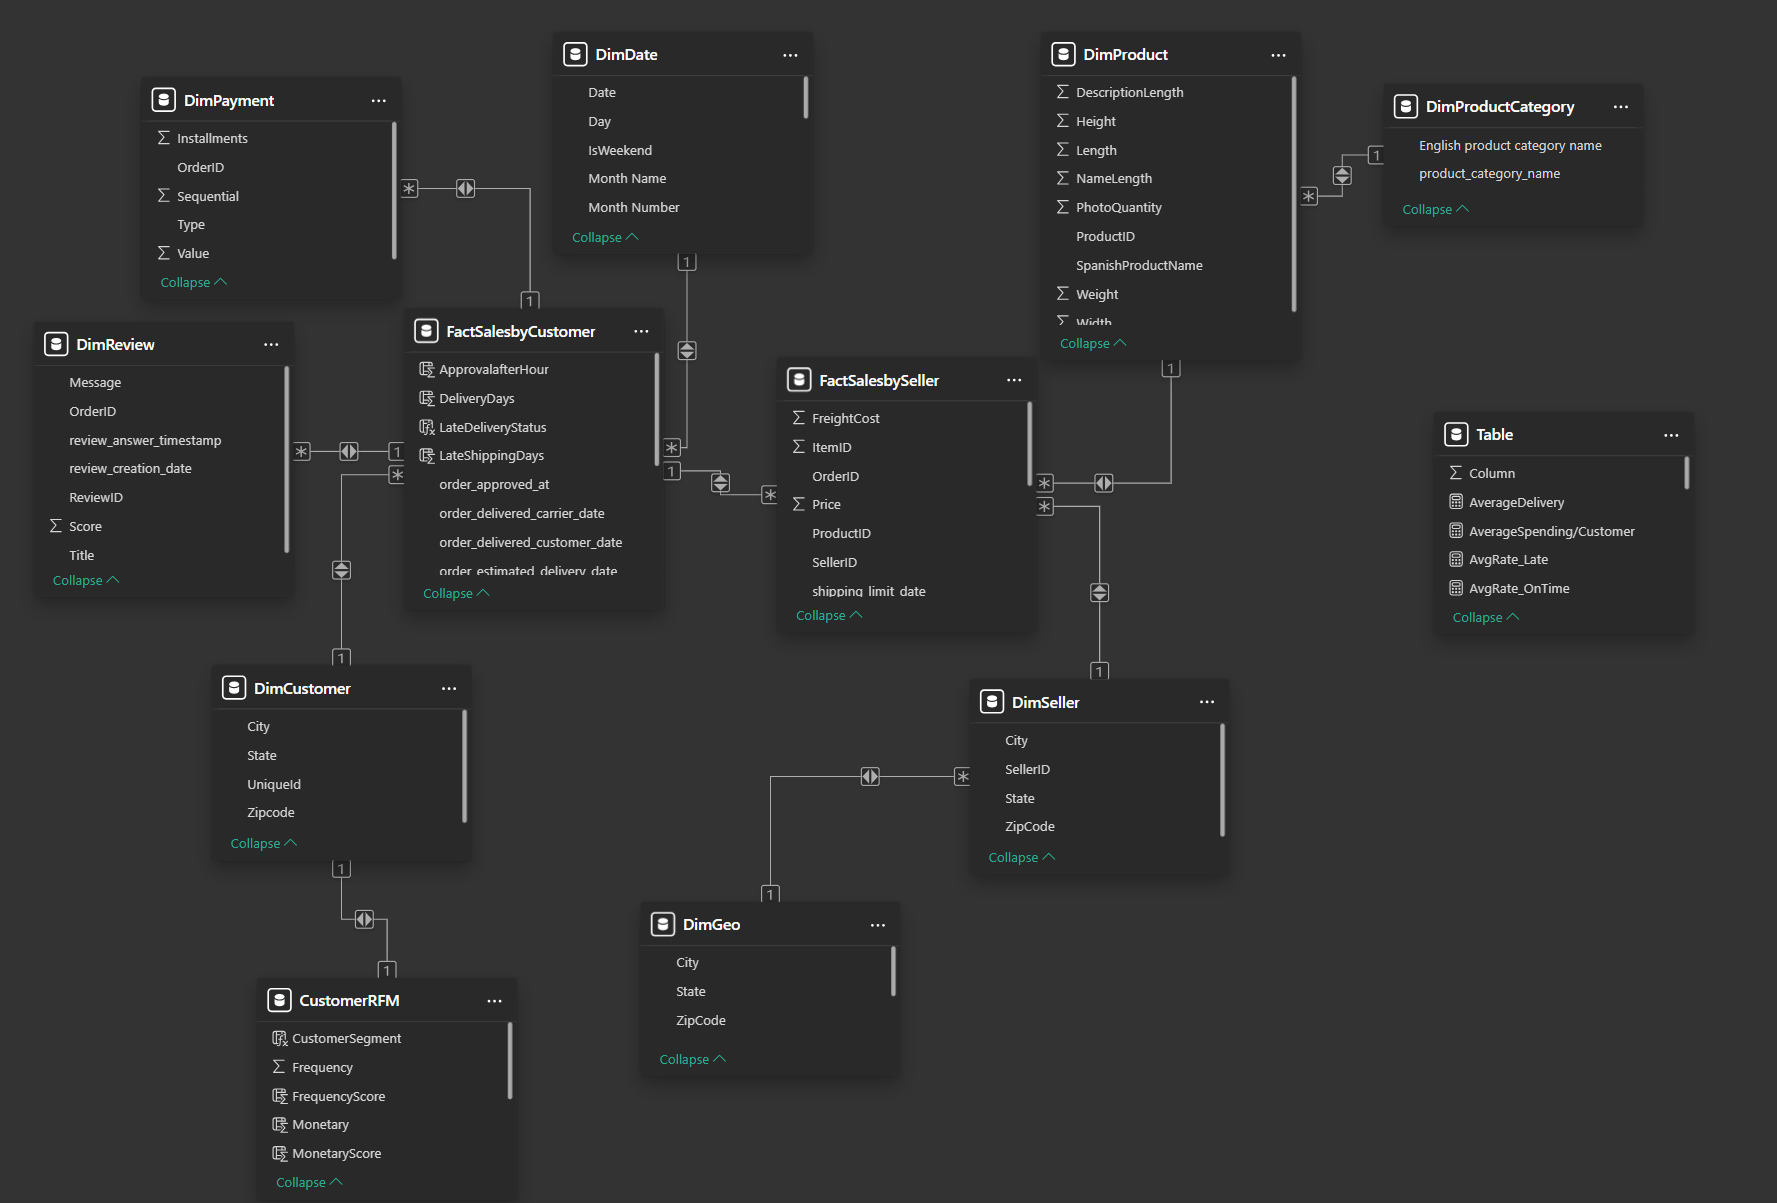 DimPayment
Installments
OrderID
Sequential
Type
Value
Collapse
DimDate
Date
Day
IsWeekend
Month Name
Month Number
Collapse
DimProduct
DescriptionLength
Height
Length
NameLength
PhotoQuantity
ProductID
SpanishProductName
Weight
Width
Collapse
DimProductCategory
English product category name
product_category_name
Collapse
DimReview
Message
OrderID
review_answer_timestamp
review_creation_date
ReviewID
Score
Title
Collapse
FactSalesbyCustomer
ApprovalafterHour
DeliveryDays
LateDeliveryStatus
LateShippingDays
order_approved_at
order_delivered_carrier_date
order_delivered_customer_date
order_estimated_delivery_date
Collapse
FactSalesbySeller
FreightCost
ItemID
OrderID
Price
ProductID
SellerID
shipping_limit_date
Collapse
Table
Column
AverageDelivery
AverageSpending/Customer
AvgRate_Late
AvgRate_OnTime
Collapse
DimCustomer
City
State
UniqueId
Zipcode
Collapse
DimSeller
City
SellerID
State
ZipCode
Collapse
DimGeo
City
State
ZipCode
Collapse
CustomerRFM
CustomerSegment
Frequency
FrequencyScore
Monetary
MonetaryScore
Collapse
* 1
1 *
* 1
* 1
* 1
1 *
* 1
* 1
* 1
1 1
* 1